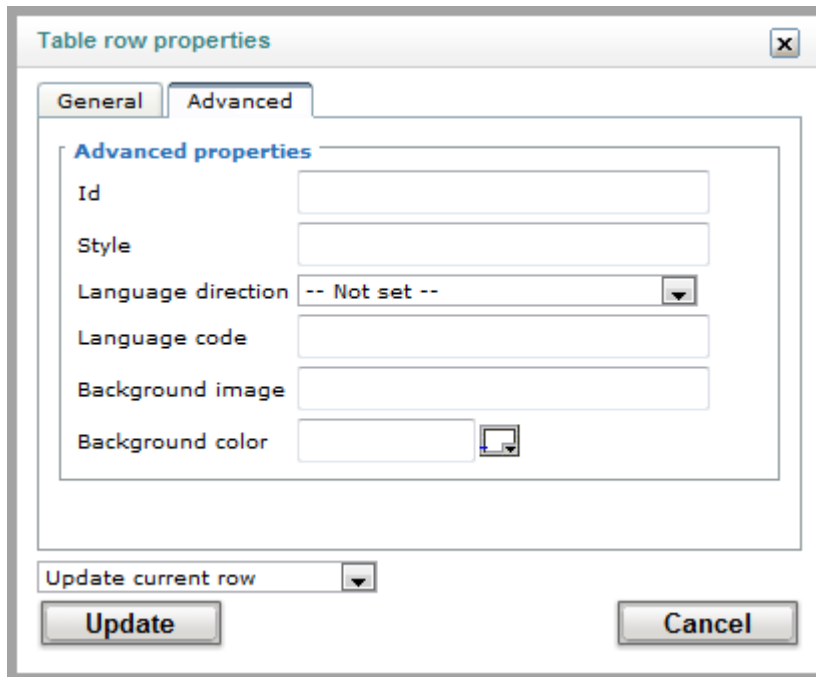 Table row properties
General Advanced
Advanced properties
Id
Style
Language direction -- Not set --
Language code
Background image
Background color
Update current row
Update Cancel